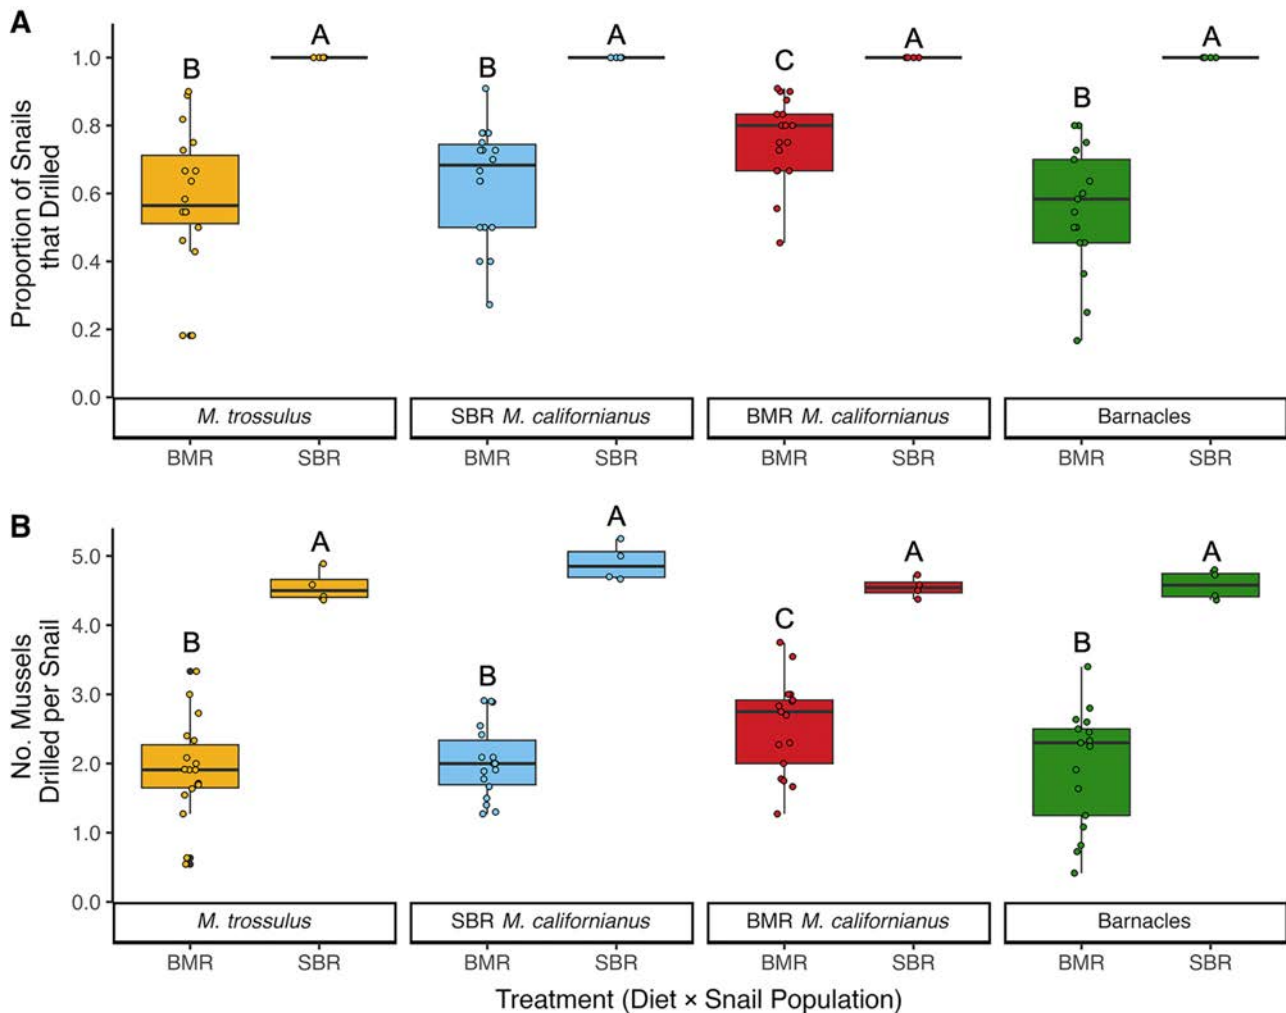 A
Proportion of Snails
that Drilled
1.0
0.8
0.6
0.4
0.2
0.0
B A B A C A B A
M. trossulus SBR M. californianus BMR M. californianus Barnacles
BMR SBR BMR SBR BMR SBR BMR SBR
B
No. Mussels
Drilled per Snail
5.0
4.0
3.0
2.0
1.0
0.0
B A B A C A B A
M. trossulus SBR M. californianus BMR M. californianus Barnacles
BMR SBR BMR SBR BMR SBR BMR SBR
Treatment (Diet × Snail Population)